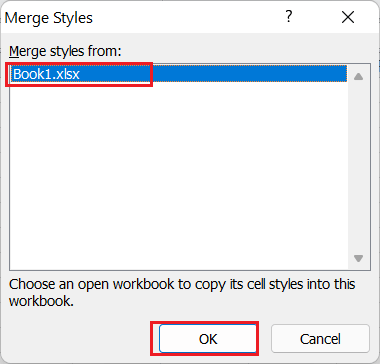 Merge Styles
?
Merge styles from:
Book1.xlsx
Choose an open workbook to copy its cell styles into this
workbook.
OK
Cancel